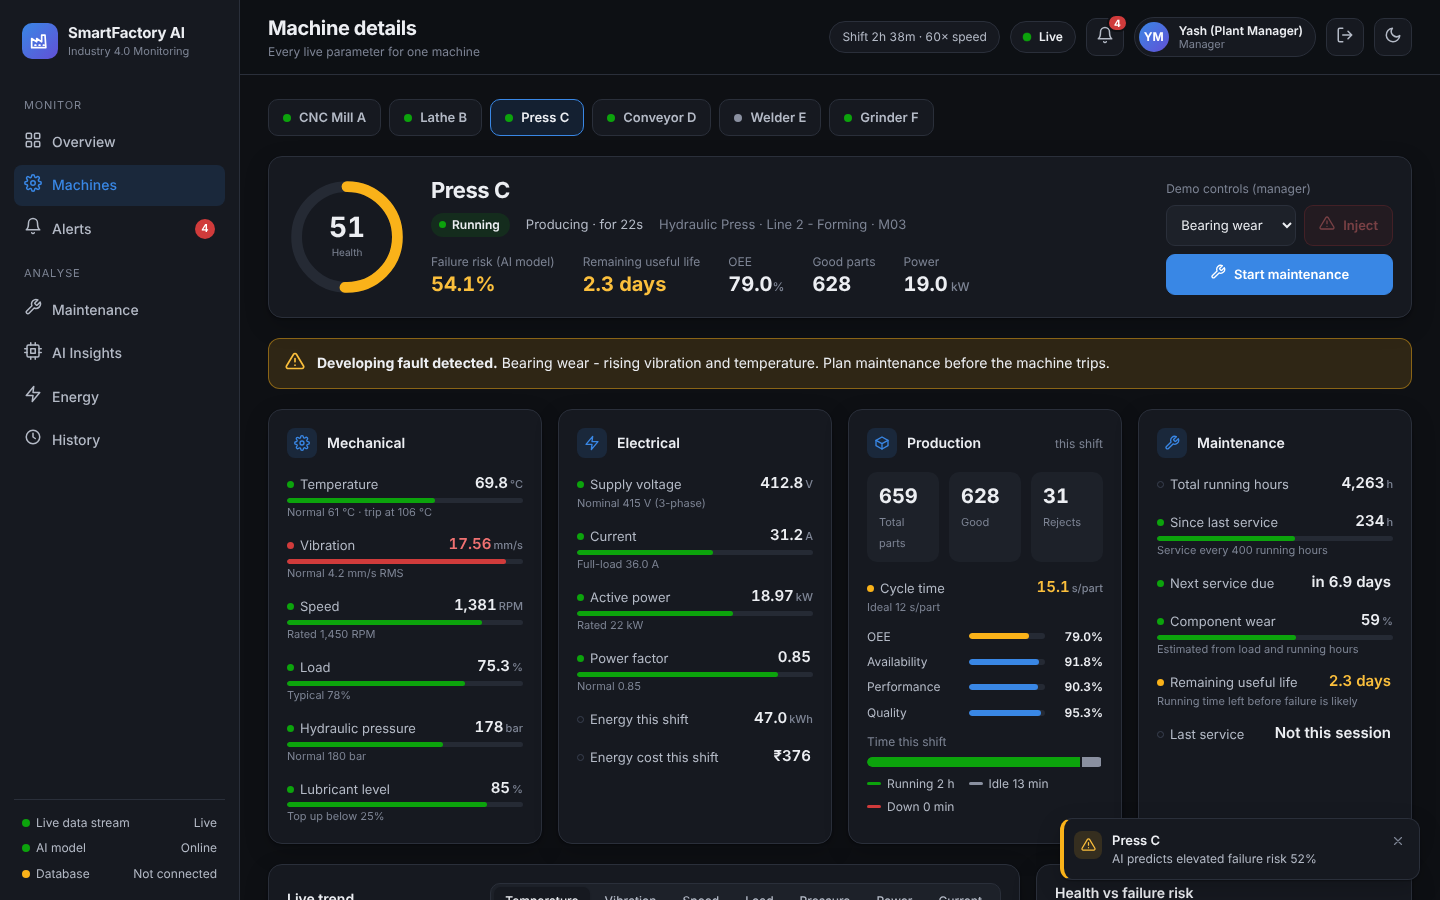 SmartFactory AI
Industry 4.0 Monitoring
MONITOR
Overview
Machines
Alerts 4
ANALYSE
Maintenance
AI Insights
Energy
History
Live data stream Live
AI model Online
Database Not connected
Machine details
Every live parameter for one machine
Shift 2h 38m · 60× speed
Live
4
YM
Yash (Plant Manager)
Manager
CNC Mill A
Lathe B
Press C
Conveyor D
Welder E
Grinder F
51
Health
Press C
Running Producing · for 22s Hydraulic Press · Line 2 - Forming · M03
Failure risk (AI model) Remaining useful life OEE Good parts Power
54.1% 2.3 days 79.0% 628 19.0 kW
Demo controls (manager)
Bearing wear Inject
Start maintenance
Developing fault detected. Bearing wear - rising vibration and temperature. Plan maintenance before the machine trips.
Mechanical
Temperature 69.8 °C
Normal 61 °C · trip at 106 °C
Vibration 17.56 mm/s
Normal 4.2 mm/s RMS
Speed 1,381 RPM
Rated 1,450 RPM
Load 75.3 %
Typical 78%
Hydraulic pressure 178 bar
Normal 180 bar
Lubricant level 85 %
Top up below 25%
Electrical
Supply voltage 412.8 V
Nominal 415 V (3-phase)
Current 31.2 A
Full-load 36.0 A
Active power 18.97 kW
Rated 22 kW
Power factor 0.85
Normal 0.85
Energy this shift 47.0 kWh
Energy cost this shift ₹376
Production this shift
659 628 31
Total parts Good Rejects
Cycle time 15.1 s/part
Ideal 12 s/part
OEE 79.0%
Availability 91.8%
Performance 90.3%
Quality 95.3%
Time this shift
Running 2 h Idle 13 min
Down 0 min
Maintenance
Total running hours 4,263 h
Since last service 234 h
Service every 400 running hours
Next service due in 6.9 days
Component wear 59 %
Estimated from load and running hours
Remaining useful life 2.3 days
Running time left before failure is likely
Last service Not this session
Press C
AI predicts elevated failure risk 52%
Live trend
Temperature Vibration Speed Load Pressure Power Current
Health vs failure risk